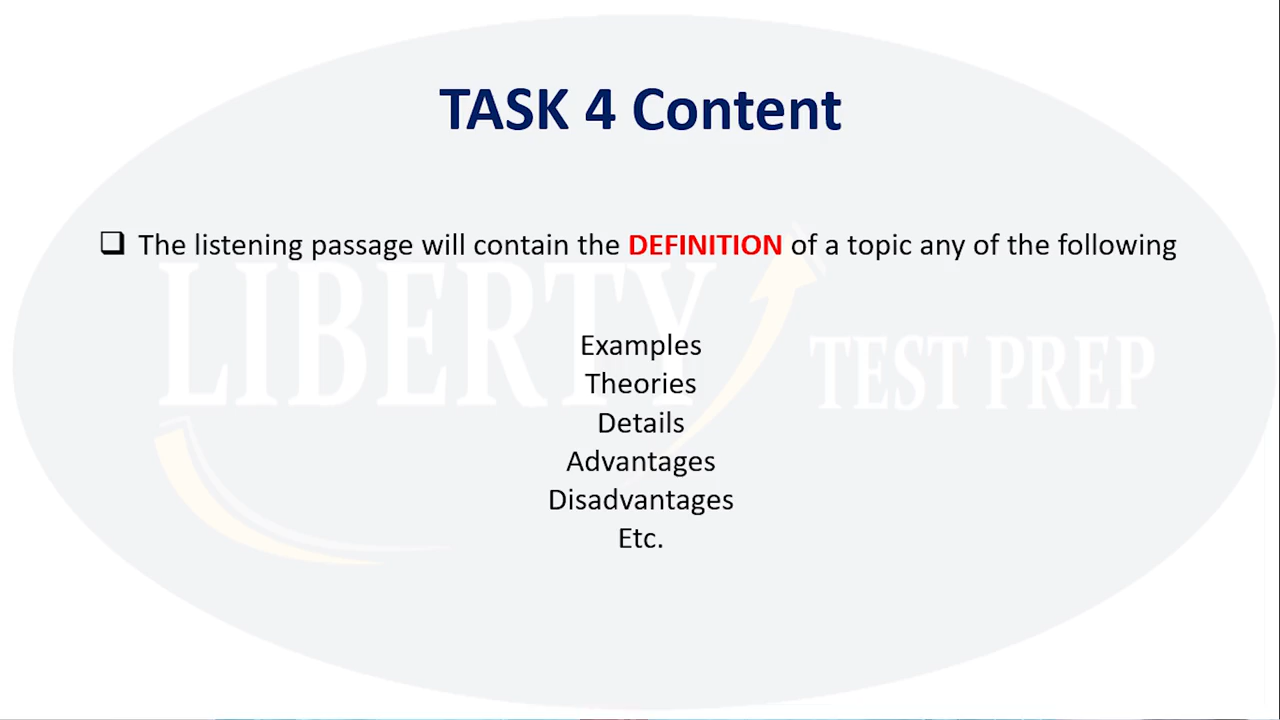 TASK 4 Content
❑ The listening passage will contain the DEFINITION of a topic any of the following
Examples
Theories
Details
Advantages
Disadvantages
Etc.
LIBERTY TEST PREP